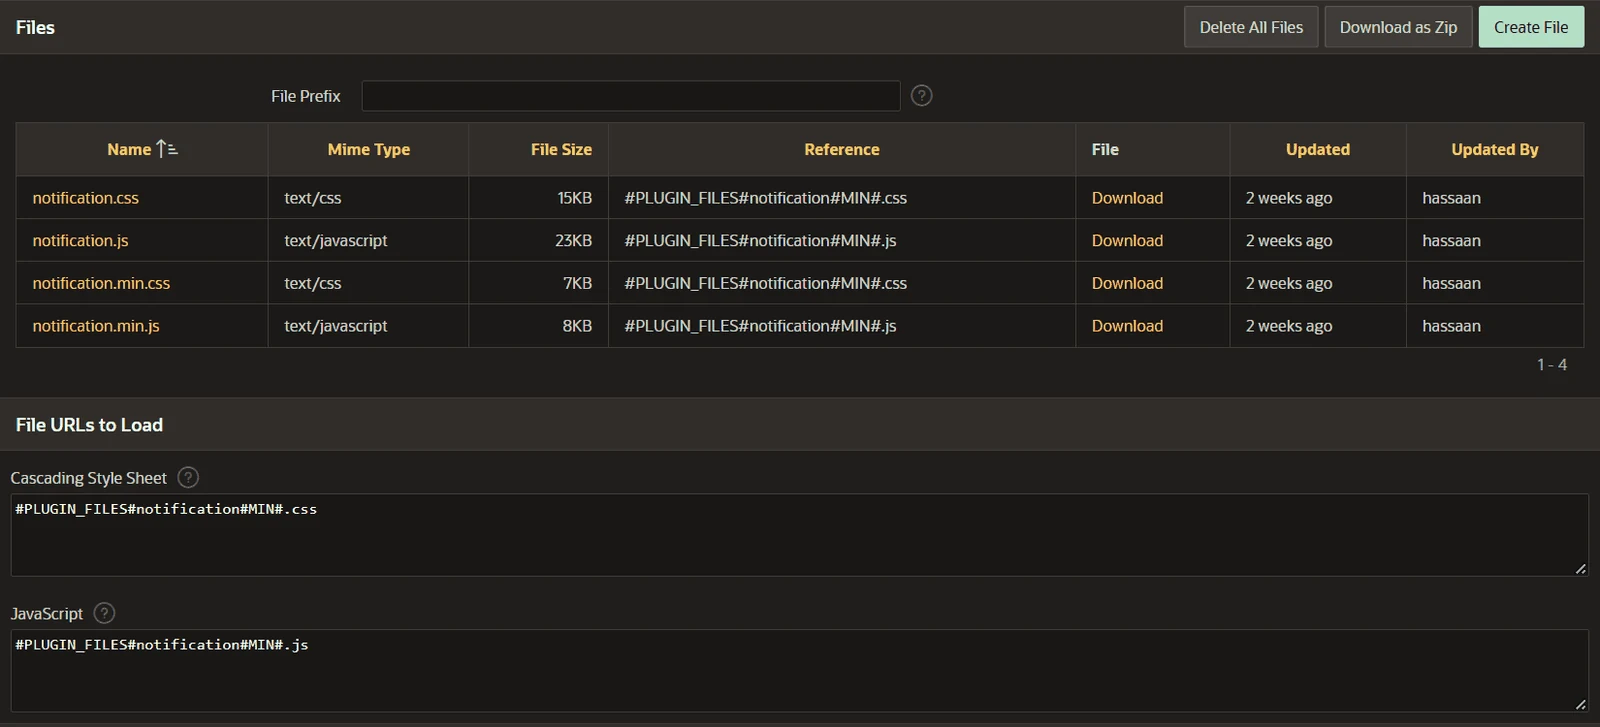 Files
Delete All Files
Download as Zip
Create File
File Prefix
?
Name Mime Type File Size Reference File Updated Updated By
notification.css text/css 15KB #PLUGIN_FILES#notification#MIN#.css Download 2 weeks ago hassaan
notification.js text/javascript 23KB #PLUGIN_FILES#notification#MIN#.js Download 2 weeks ago hassaan
notification.min.css text/css 7KB #PLUGIN_FILES#notification#MIN#.css Download 2 weeks ago hassaan
notification.min.js text/javascript 8KB #PLUGIN_FILES#notification#MIN#.js Download 2 weeks ago hassaan
1 - 4
File URLs to Load
Cascading Style Sheet ?
#PLUGIN_FILES#notification#MIN#.css
JavaScript ?
#PLUGIN_FILES#notification#MIN#.js